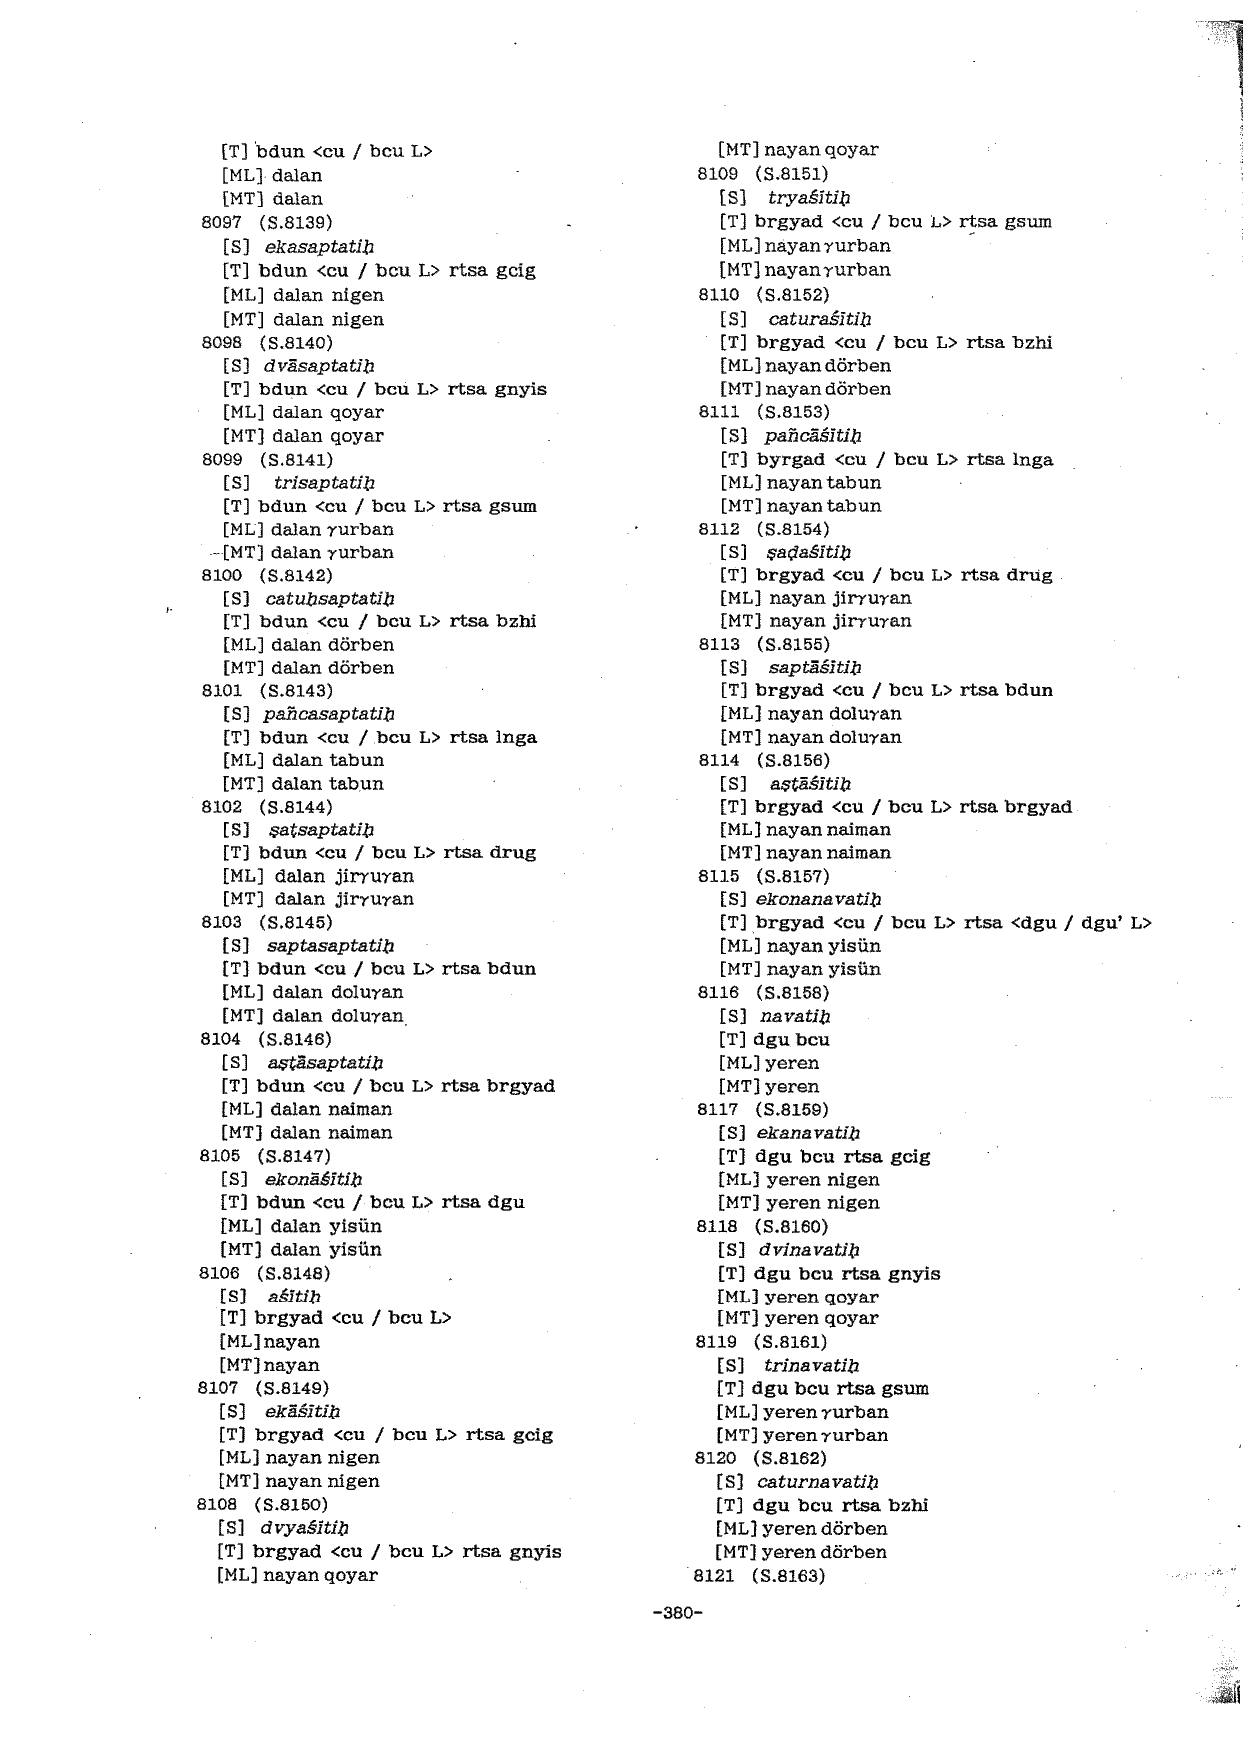 [T] bdun <cu / bcu L>
[ML] dalan
[MT] dalan
8097 (S.8139)
[S] ekasaptatiḥ
[T] bdun <cu / bcu L> rtsa gcig
[ML] dalan nigen
[MT] dalan nigen
8098 (S.8140)
[S] dvāsaptatiḥ
[T] bdun <cu / bcu L> rtsa gnyis
[ML] dalan qoyar
[MT] dalan qoyar
8099 (S.8141)
[S] trisaptatiḥ
[T] bdun <cu / bcu L> rtsa gsum
[ML] dalan γurban
[MT] dalan γurban
8100 (S.8142)
[S] catuḥsaptatiḥ
[T] bdun <cu / bcu L> rtsa bzhi
[ML] dalan dörben
[MT] dalan dörben
8101 (S.8143)
[S] pañcasaptatiḥ
[T] bdun <cu / bcu L> rtsa lnga
[ML] dalan tabun
[MT] dalan tabun
8102 (S.8144)
[S] ṣaṭsaptatiḥ
[T] bdun <cu / bcu L> rtsa drug
[ML] dalan jirγuγan
[MT] dalan jirγuγan
8103 (S.8145)
[S] saptasaptatiḥ
[T] bdun <cu / bcu L> rtsa bdun
[ML] dalan doluγan
[MT] dalan doluγan
8104 (S.8146)
[S] aṣṭāsaptatiḥ
[T] bdun <cu / bcu L> rtsa brgyad
[ML] dalan naiman
[MT] dalan naiman
8105 (S.8147)
[S] ekonāśītiḥ
[T] bdun <cu / bcu L> rtsa dgu
[ML] dalan yisün
[MT] dalan yisün
8106 (S.8148)
[S] aśītiḥ
[T] brgyad <cu / bcu L>
[ML] nayan
[MT] nayan
8107 (S.8149)
[S] ekāśītiḥ
[T] brgyad <cu / bcu L> rtsa gcig
[ML] nayan nigen
[MT] nayan nigen
8108 (S.8150)
[S] dvyaśītiḥ
[T] brgyad <cu / bcu L> rtsa gnyis
[ML] nayan qoyar
[MT] nayan qoyar
8109 (S.8151)
[S] tryaśītiḥ
[T] brgyad <cu / bcu L> rtsa gsum
[ML] nayan γurban
[MT] nayan γurban
8110 (S.8152)
[S] caturaśītiḥ
[T] brgyad <cu / bcu L> rtsa bzhi
[ML] nayan dörben
[MT] nayan dörben
8111 (S.8153)
[S] pañcāśītiḥ
[T] byrgad <cu / bcu L> rtsa lnga
[ML] nayan tabun
[MT] nayan tabun
8112 (S.8154)
[S] ṣaḍaśītiḥ
[T] brgyad <cu / bcu L> rtsa drug
[ML] nayan jirγuγan
[MT] nayan jirγuγan
8113 (S.8155)
[S] saptāśītiḥ
[T] brgyad <cu / bcu L> rtsa bdun
[ML] nayan doluγan
[MT] nayan doluγan
8114 (S.8156)
[S] aṣṭāśītiḥ
[T] brgyad <cu / bcu L> rtsa brgyad
[ML] nayan naiman
[MT] nayan naiman
8115 (S.8157)
[S] ekonanavatiḥ
[T] brgyad <cu / bcu L> rtsa <dgu / dgu' L>
[ML] nayan yisün
[MT] nayan yisün
8116 (S.8158)
[S] navatiḥ
[T] dgu bcu
[ML] yeren
[MT] yeren
8117 (S.8159)
[S] ekanavatiḥ
[T] dgu bcu rtsa gcig
[ML] yeren nigen
[MT] yeren nigen
8118 (S.8160)
[S] dvinavatiḥ
[T] dgu bcu rtsa gnyis
[ML] yeren qoyar
[MT] yeren qoyar
8119 (S.8161)
[S] trinavatiḥ
[T] dgu bcu rtsa gsum
[ML] yeren γurban
[MT] yeren γurban
8120 (S.8162)
[S] caturnavatiḥ
[T] dgu bcu rtsa bzhi
[ML] yeren dörben
[MT] yeren dörben
8121 (S.8163)
-380-